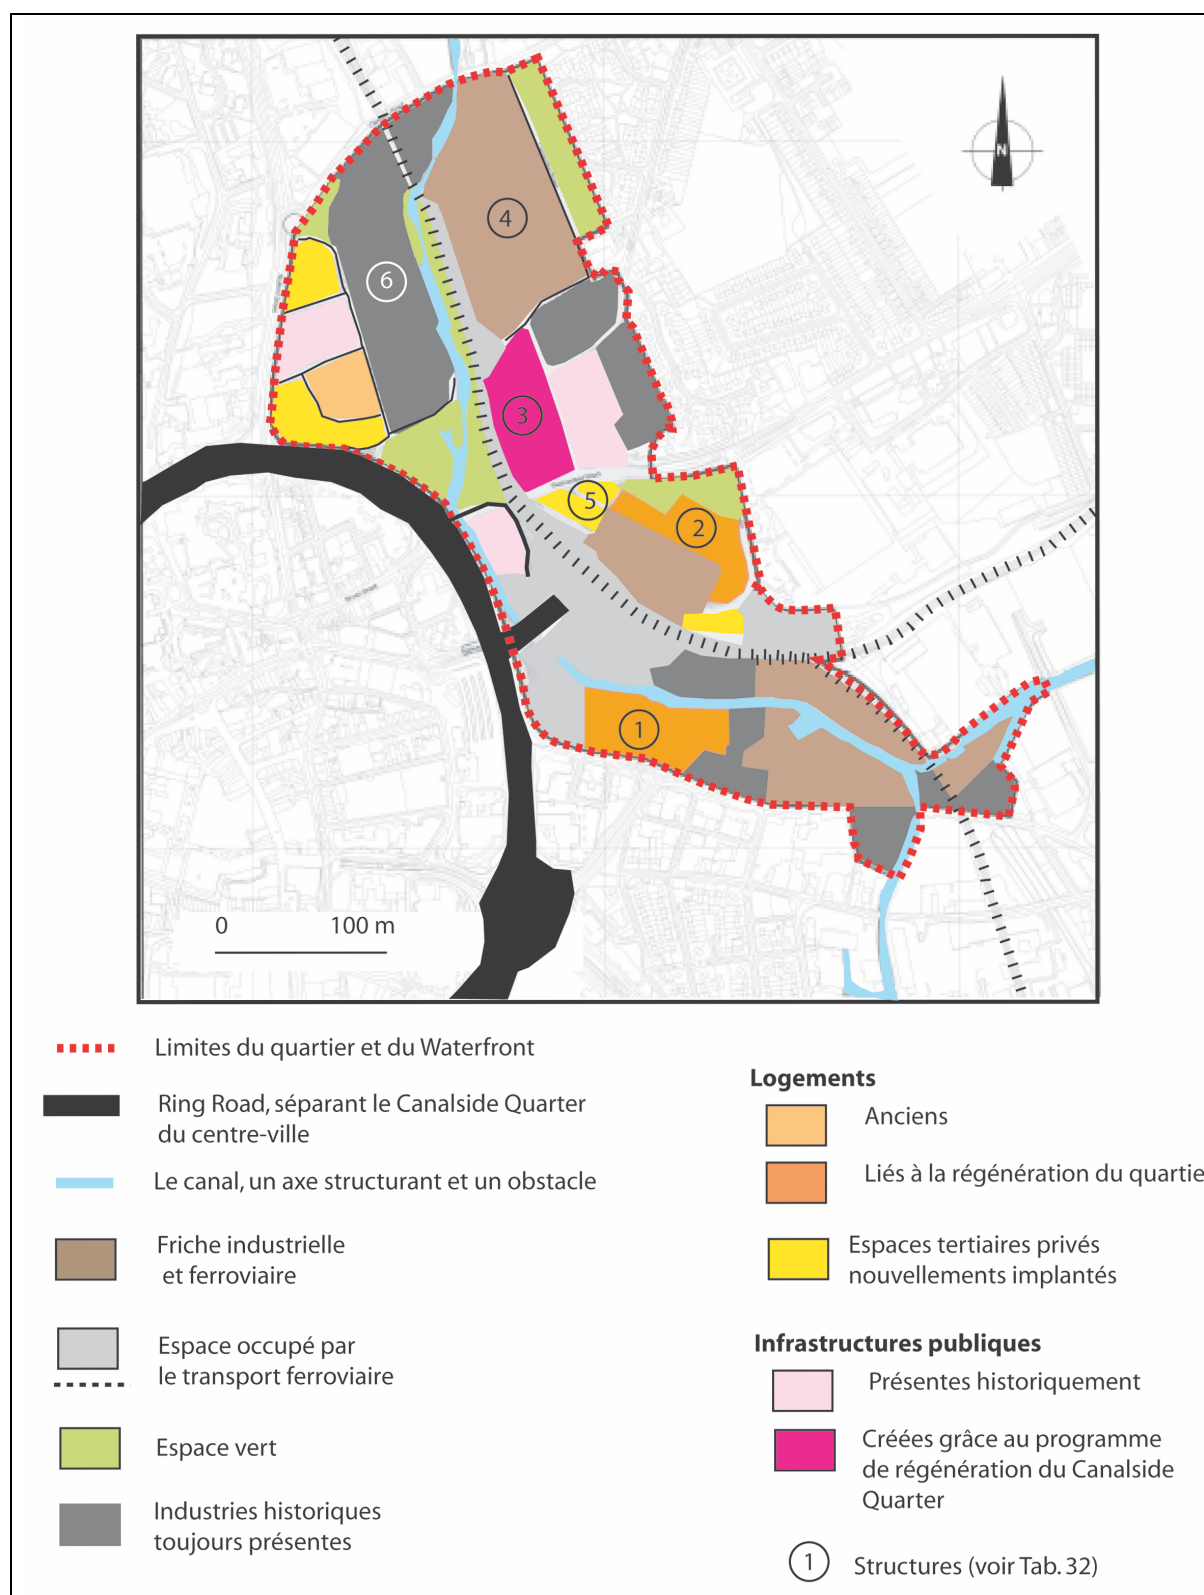 N
4
6
3
5
2
1
0 100 m
Limites du quartier et du Waterfront
Ring Road, séparant le Canalside Quarter
du centre-ville
Le canal, un axe structurant et un obstacle
Friche industrielle
et ferroviaire
Espace occupé par
le transport ferroviaire
Espace vert
Industries historiques
toujours présentes
Logements
Anciens
Liés à la régénération du quartie
Espaces tertiaires privés
nouvellements implantés
Infrastructures publiques
Présentes historiquement
Créées grâce au programme
de régénération du Canalside
Quarter
1 Structures (voir Tab. 32)